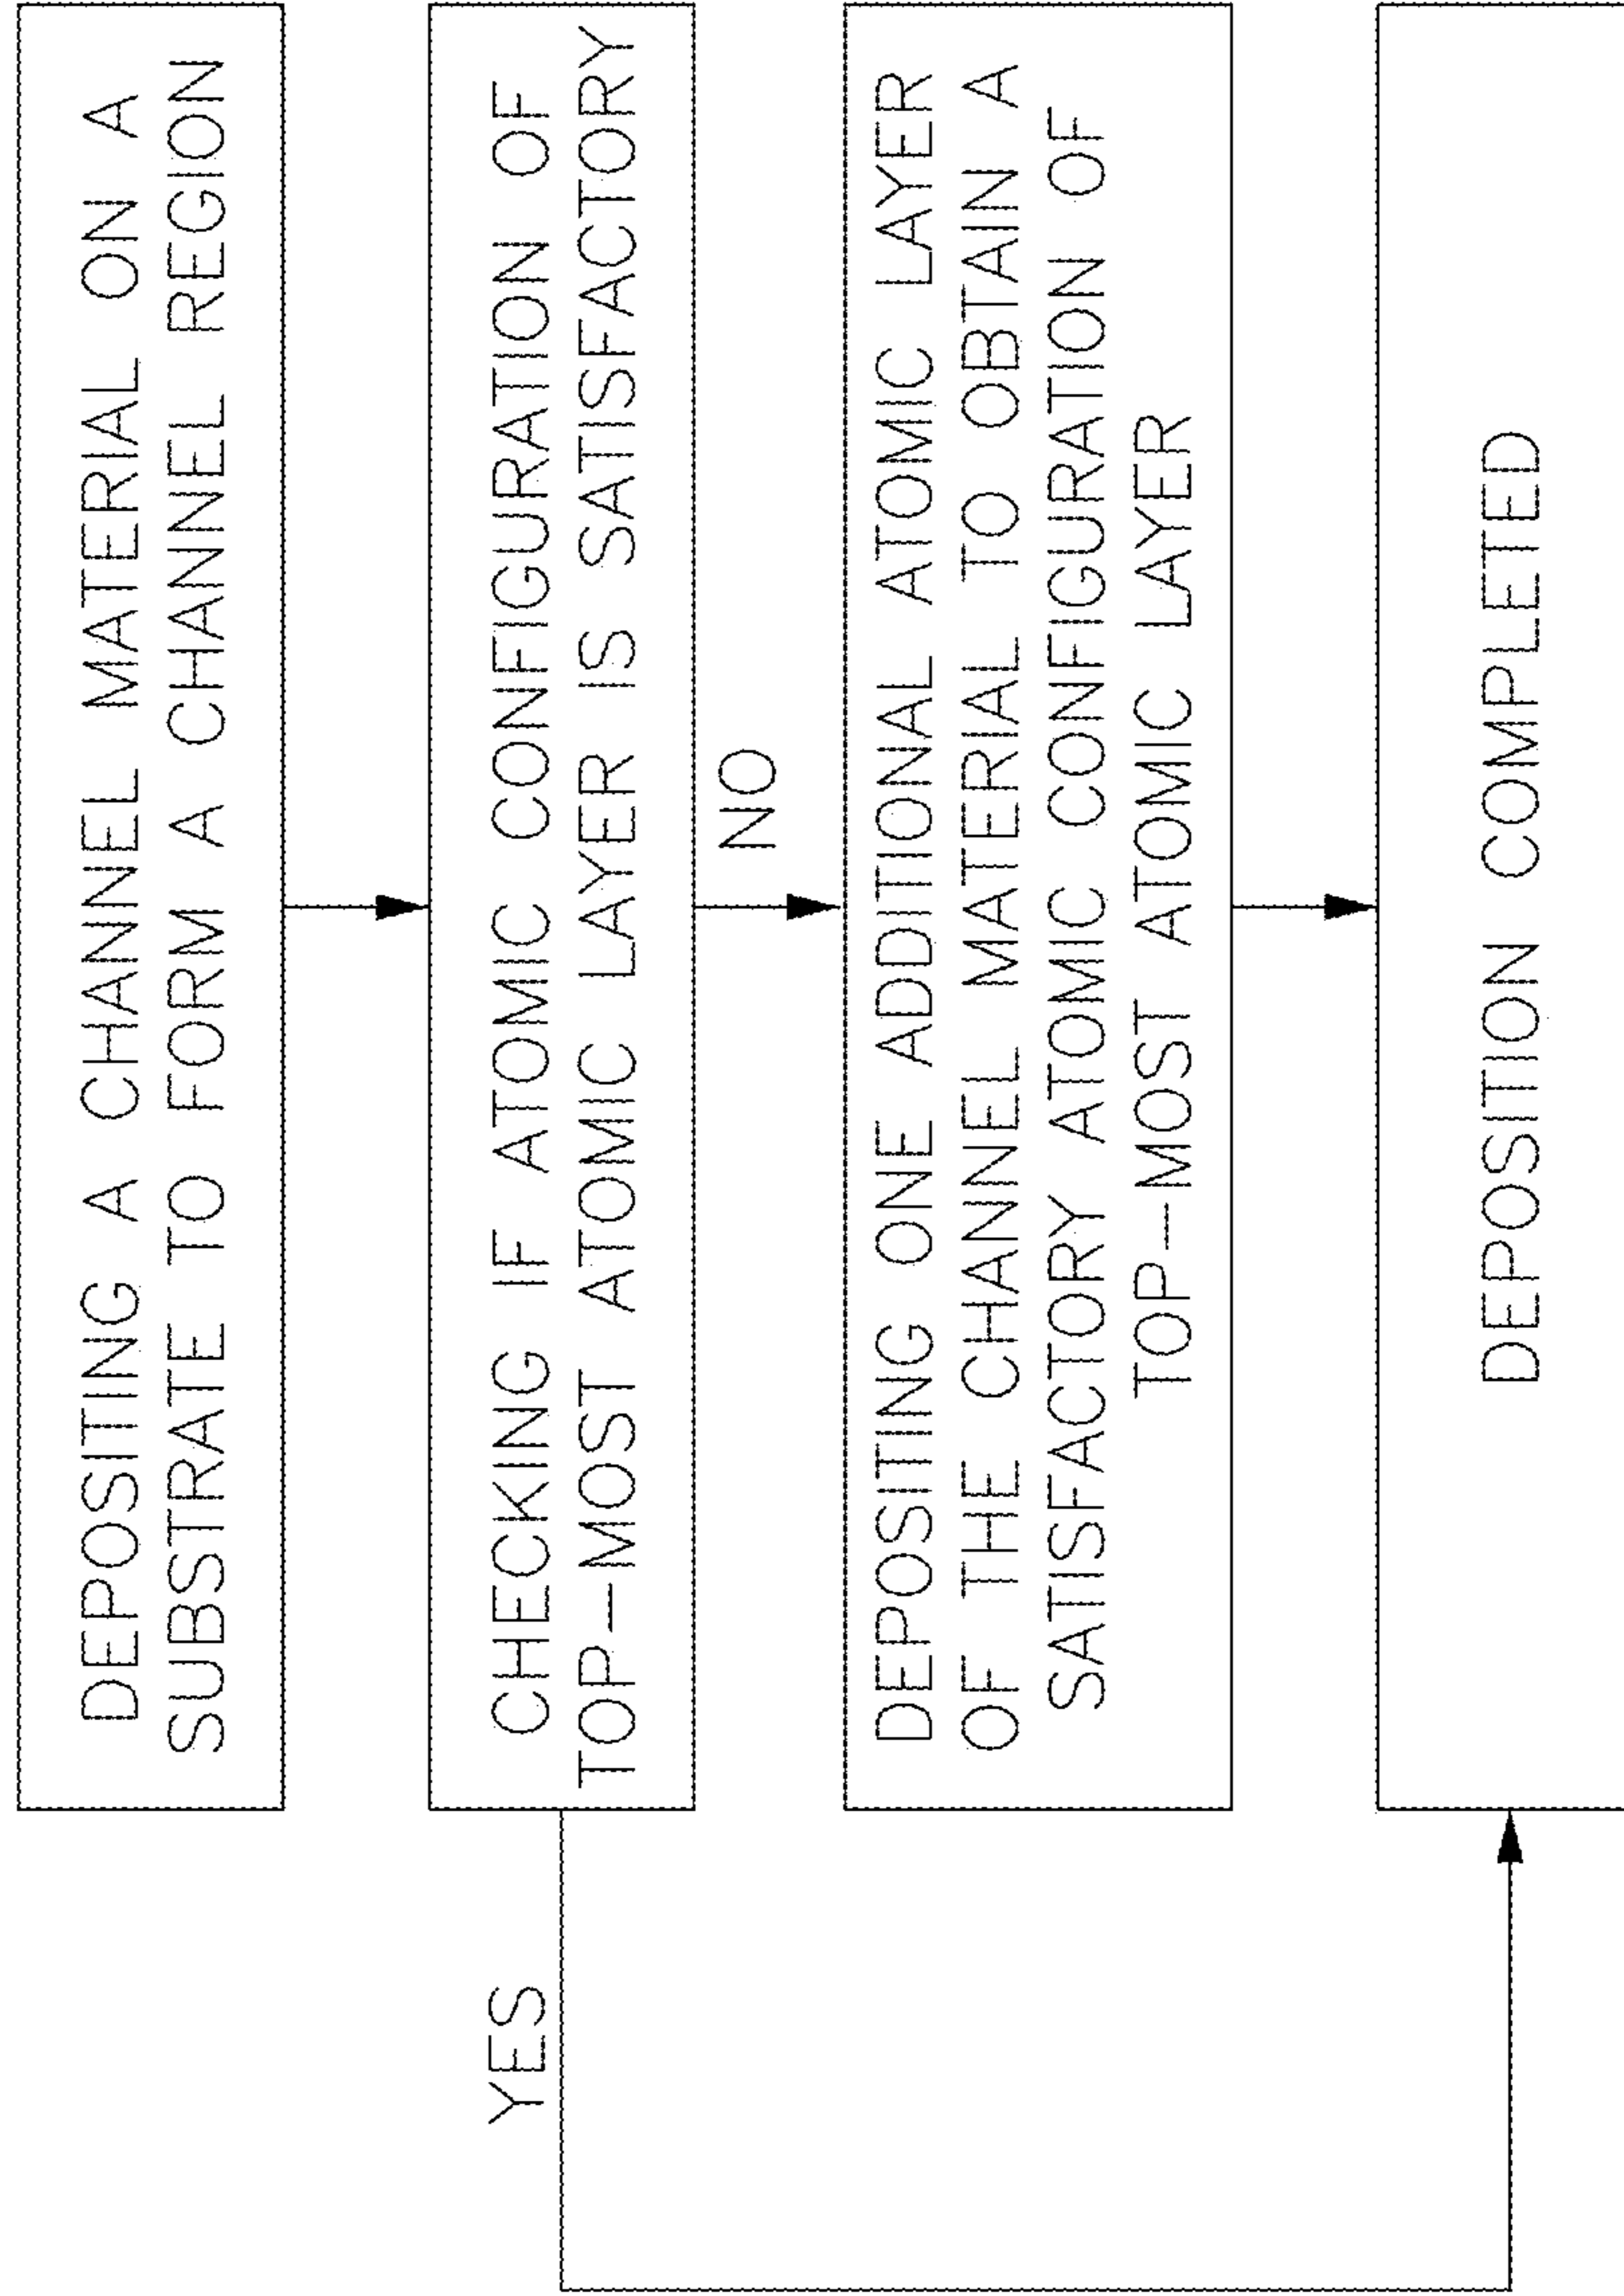 DEPOSITING A CHANNEL MATERIAL ON A
SUBSTRATE TO FORM A CHANNEL REGION
CHECKING IF ATOMIC CONFIGURATION OF
TOP-MOST ATOMIC LAYER IS SATISFACTORY
YES
NO
DEPOSITING ONE ADDITIONAL ATOMIC LAYER
OF THE CHANNEL MATERIAL TO OBTAIN A
SATISFACTORY ATOMIC CONFIGURATION OF
TOP-MOST ATOMIC LAYER
DEPOSITION COMPLETED